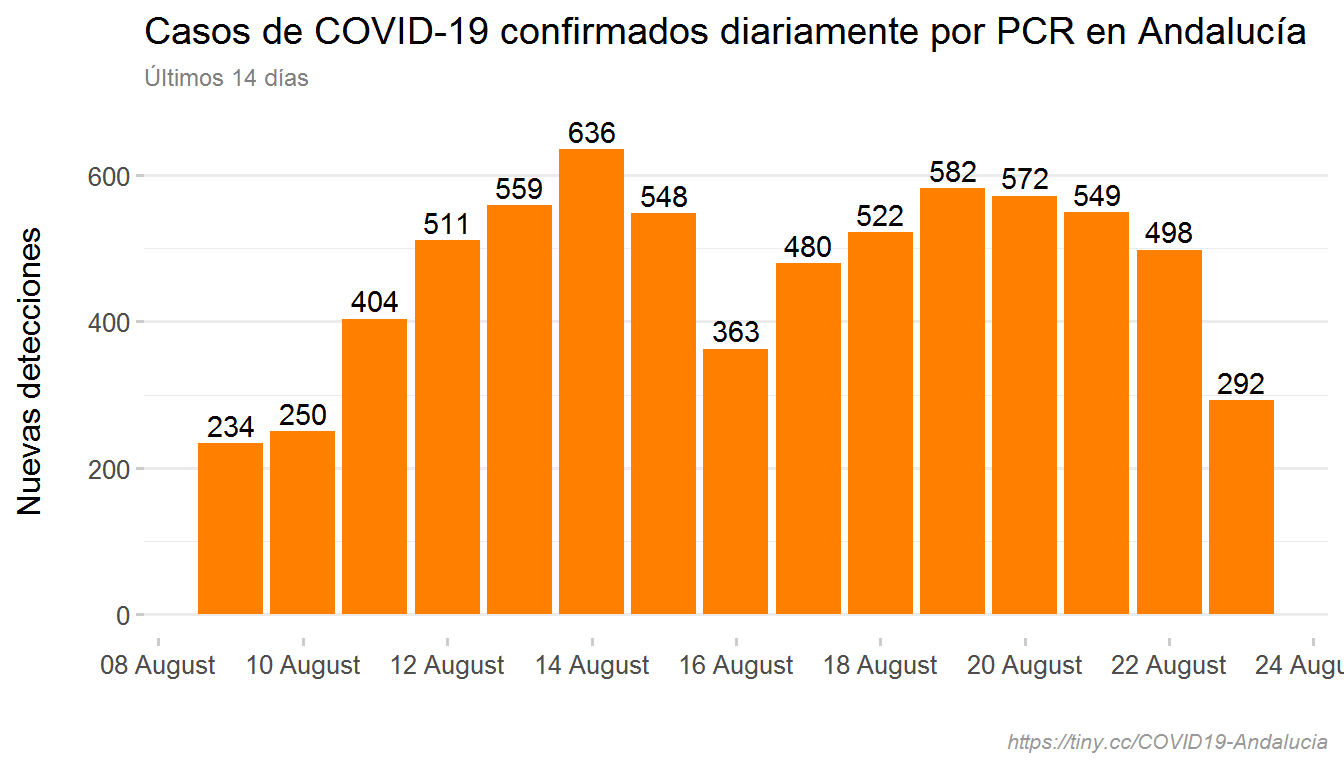 Casos de COVID-19 confirmados diariamente por PCR en Andalucía
Últimos 14 días
Nuevas detecciones
600
400
200
0
234
250
404
511
559
636
548
363
480
522
582
572
549
498
292
08 August
10 August
12 August
14 August
16 August
18 August
20 August
22 August
24 Augu
https://tiny.cc/COVID19-Andalucia